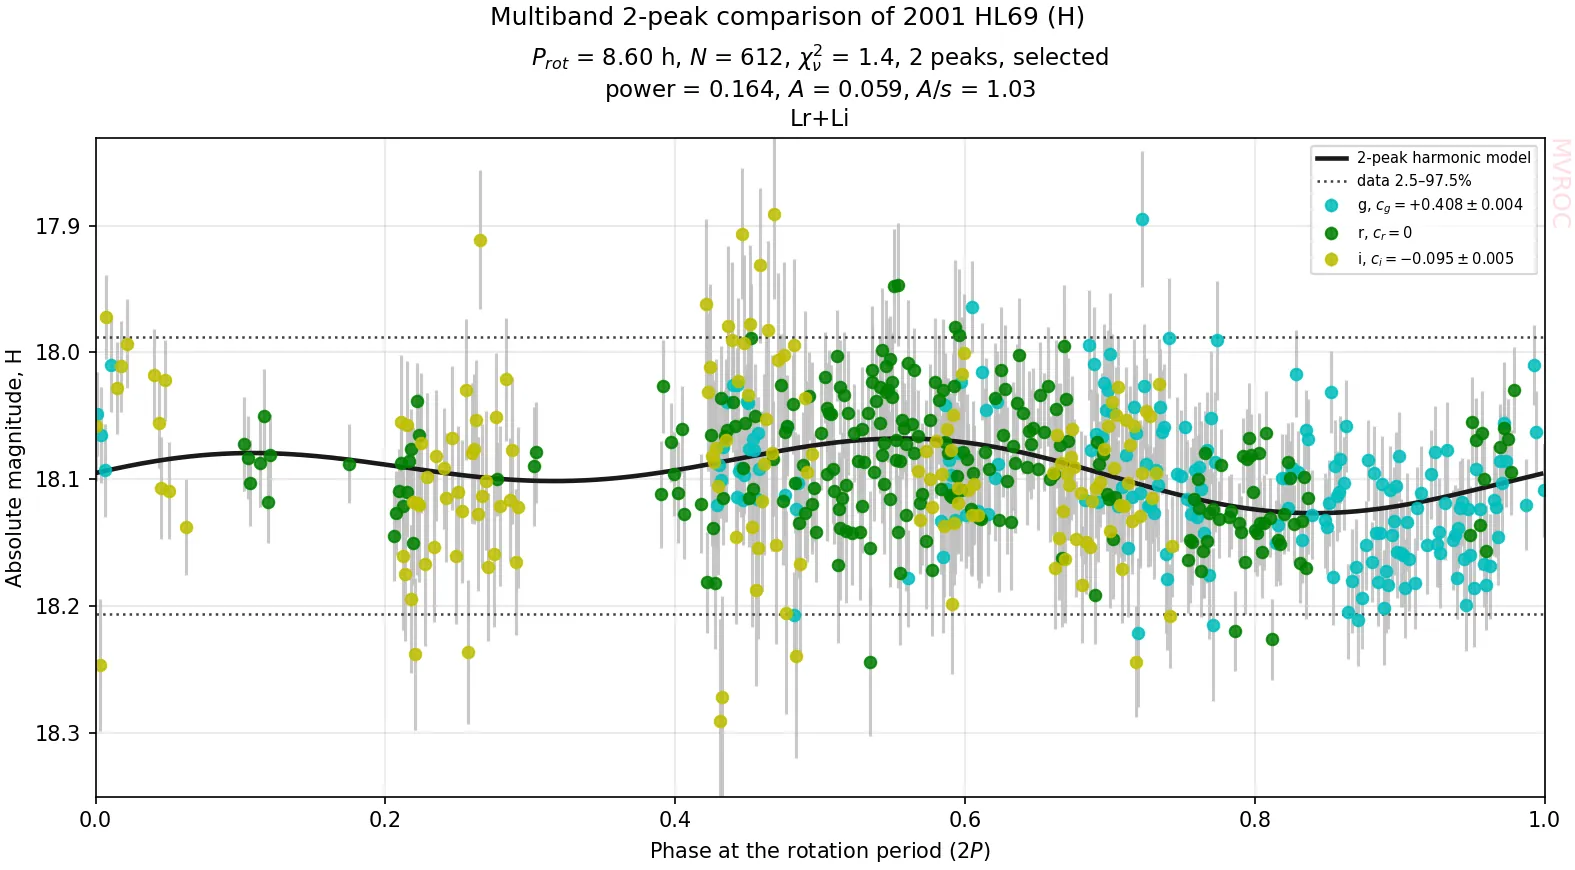 Multiband 2-peak comparison of 2001 HL69 (H)
P_rot = 8.60 h, N = 612, χ²_ν = 1.4, 2 peaks, selected
power = 0.164, A = 0.059, A/s = 1.03
Lr+Li
2-peak harmonic model
data 2.5–97.5%
g, c_g = +0.408 ± 0.004
r, c_r = 0
i, c_i = −0.095 ± 0.005
MVROC
Absolute magnitude, H
17.9
18.0
18.1
18.2
18.3
0.0 0.2 0.4 0.6 0.8 1.0
Phase at the rotation period (2P)